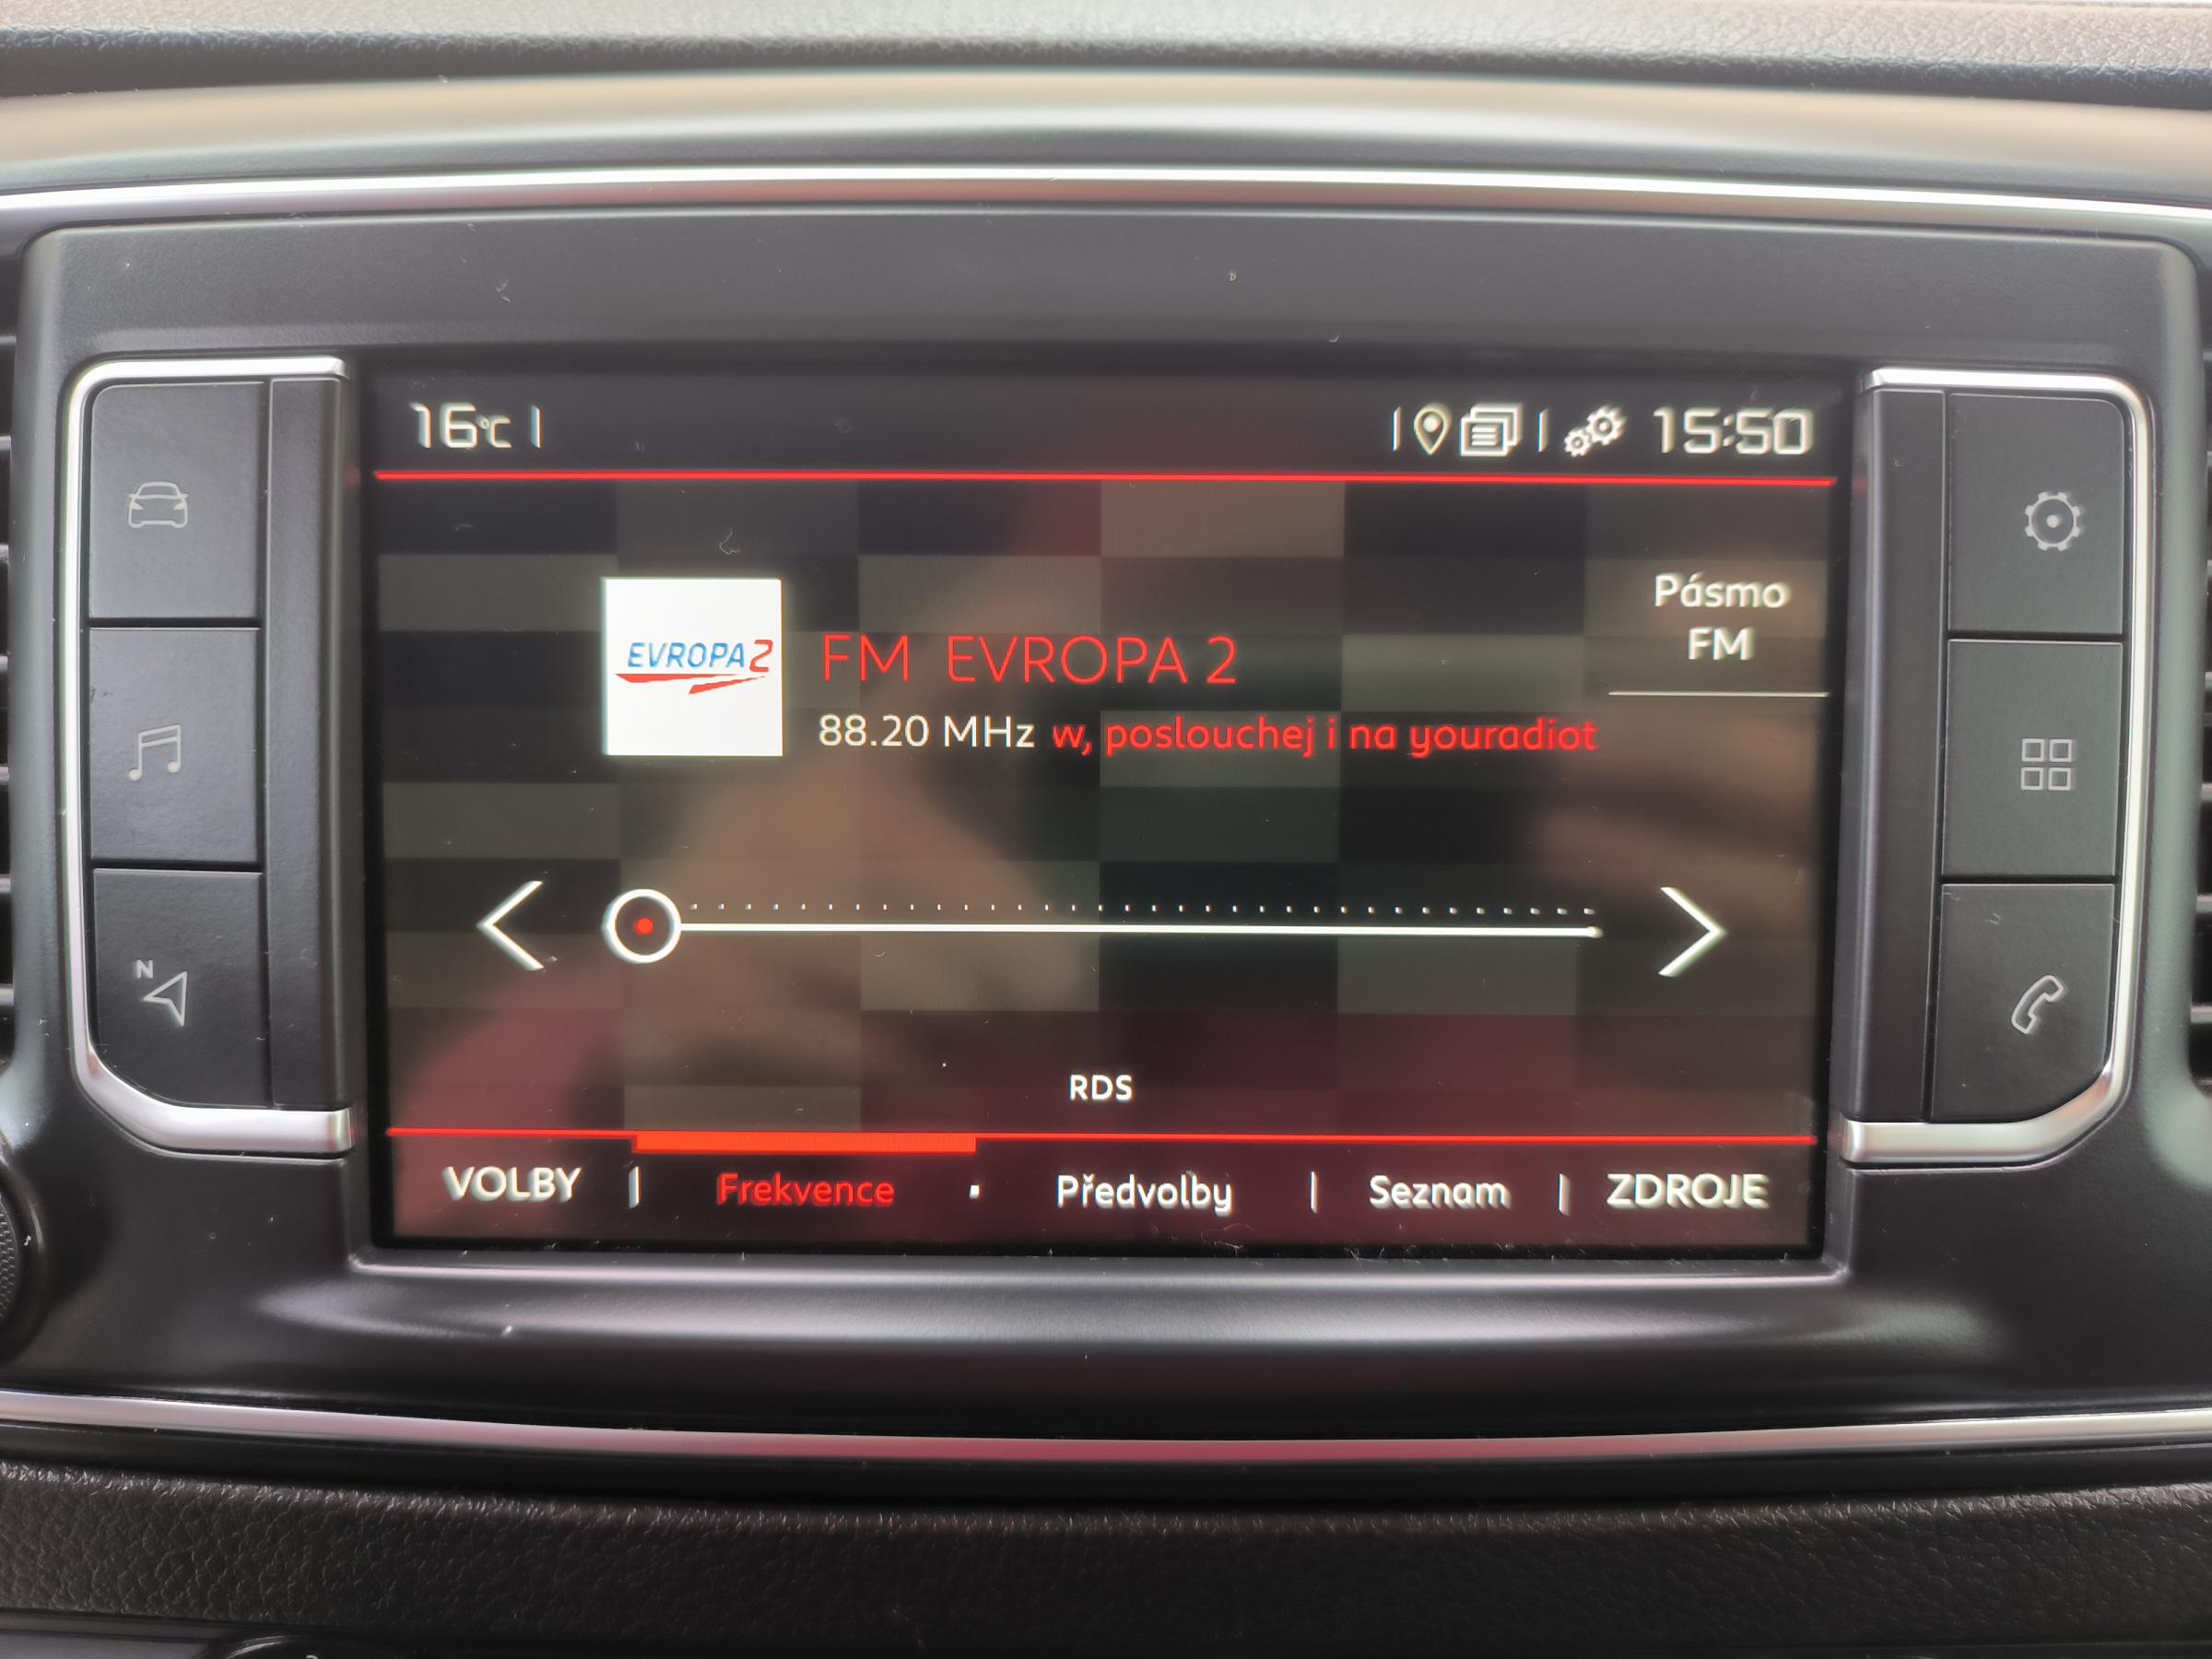 16°C
15:50
Pásmo
FM
EVROPA 2
FM EVROPA 2
88.20 MHz w, poslouchej i na youradiot
N
RDS
VOLBY Frekvence Předvolby Seznam ZDROJE